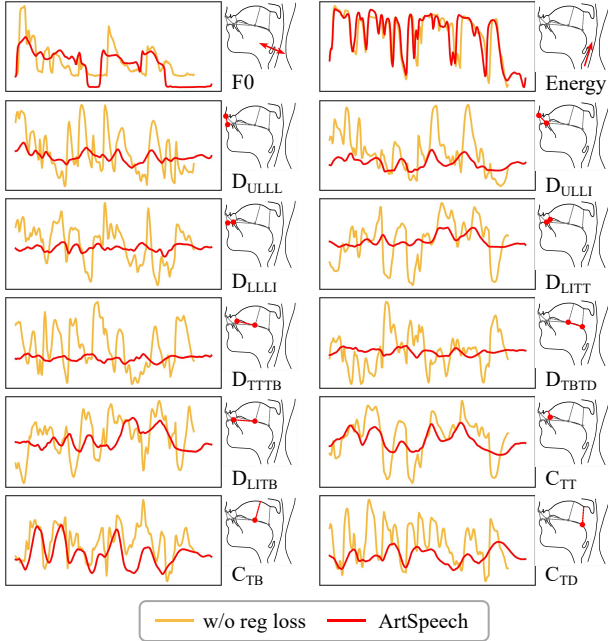 F0 Energy
D_ULLL D_ULLI
D_LLLI D_LITT
D_TTTB D_TBTD
D_LITB C_TT
C_TB C_TD
w/o reg loss ArtSpeech